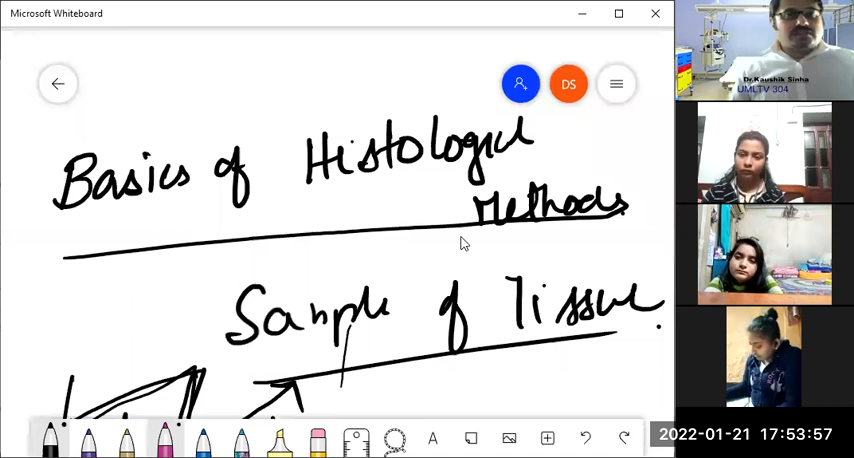 Microsoft Whiteboard
DS
Basics of Histological
Methods
Sample of Tissue.
A
Dr.Kaushik Sinha
UMLTV 304
2022-01-21 17:53:57